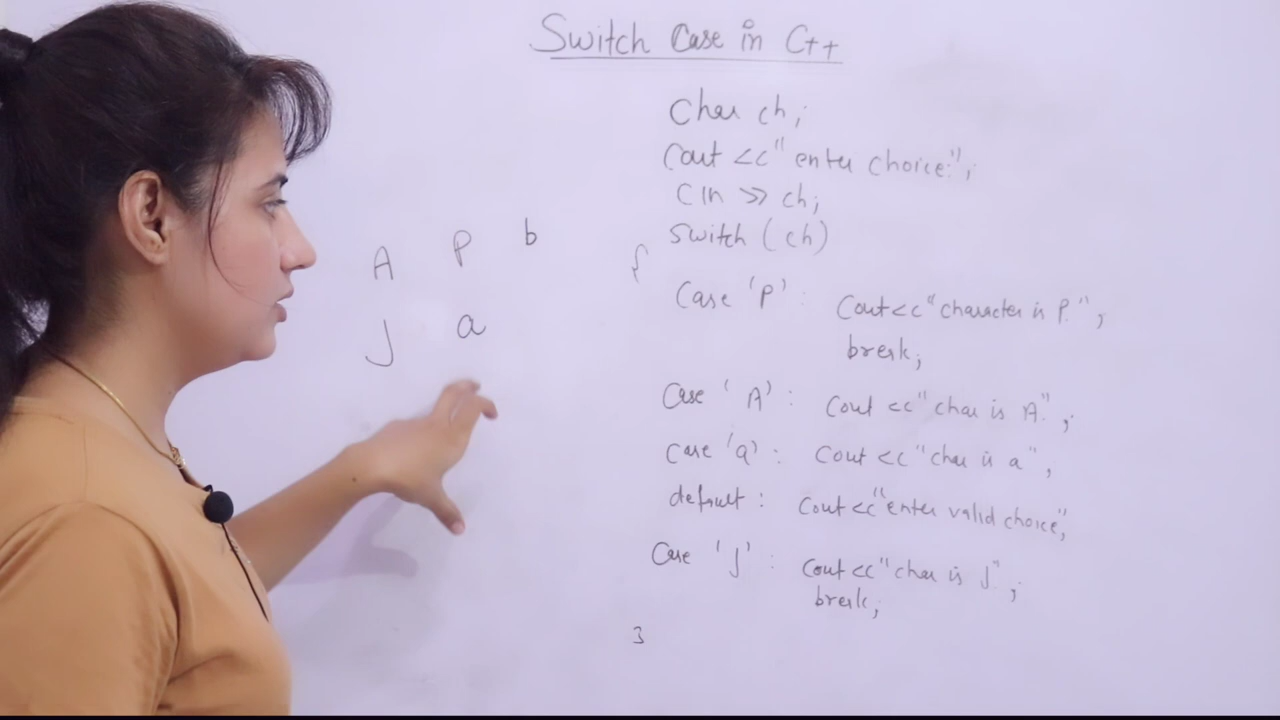 Switch Case in C++
A P b
J a
Char ch;
Cout << "enter choice:";
Cin >> ch;
Switch (ch)
{
Case 'P' : Cout<<"character is P.";
break;
Case 'A' : Cout <<"char is A.";
Case 'a' : Cout <<"char is a",
default : Cout <<"enter valid choice";
Case 'J' : Cout <<"char is J.";
break;
}